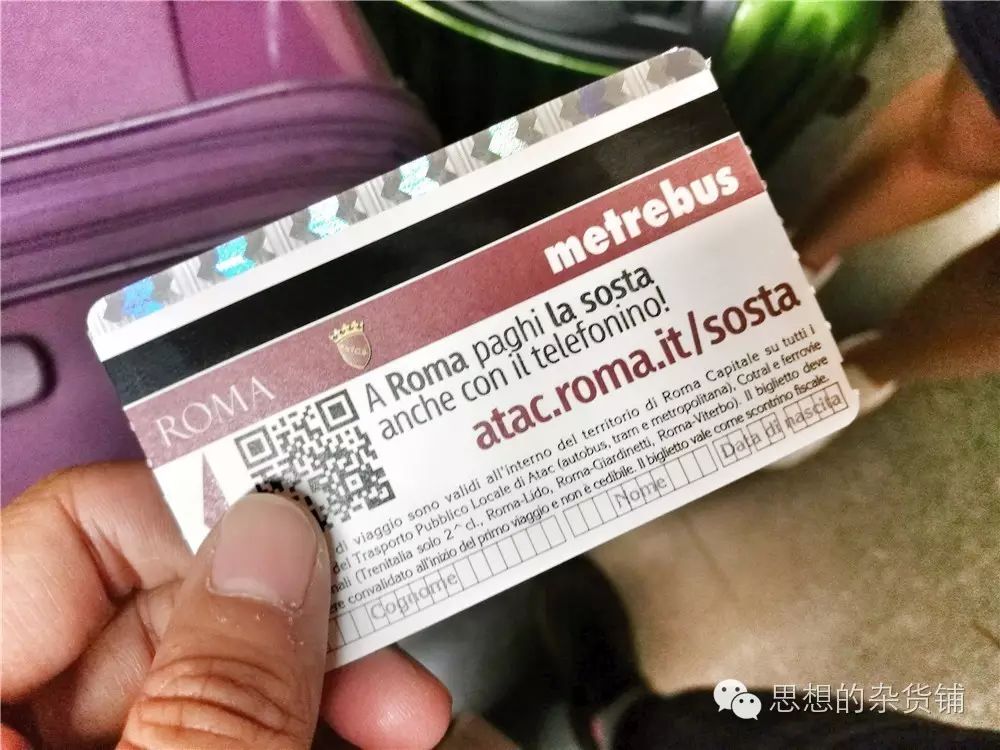 metrebus
ROMA
A Roma paghi la sosta
anche con il telefonino!
atac.roma.it/sosta
di viaggio sono validi all'interno del territorio di Roma Capitale su tutti i
del Trasporto Pubblico Locale di Atac (autobus, tram e metropolitana), Cotral e ferrovie
(Trenitalia solo 2^ cl., Roma-Lido, Roma-Giardinetti, Roma-Viterbo). Il biglietto deve
convalidato all'inizio del primo viaggio e non è cedibile. Il biglietto vale come scontrino fiscale.
Cognome Nome Data di nascita
思想的杂货铺